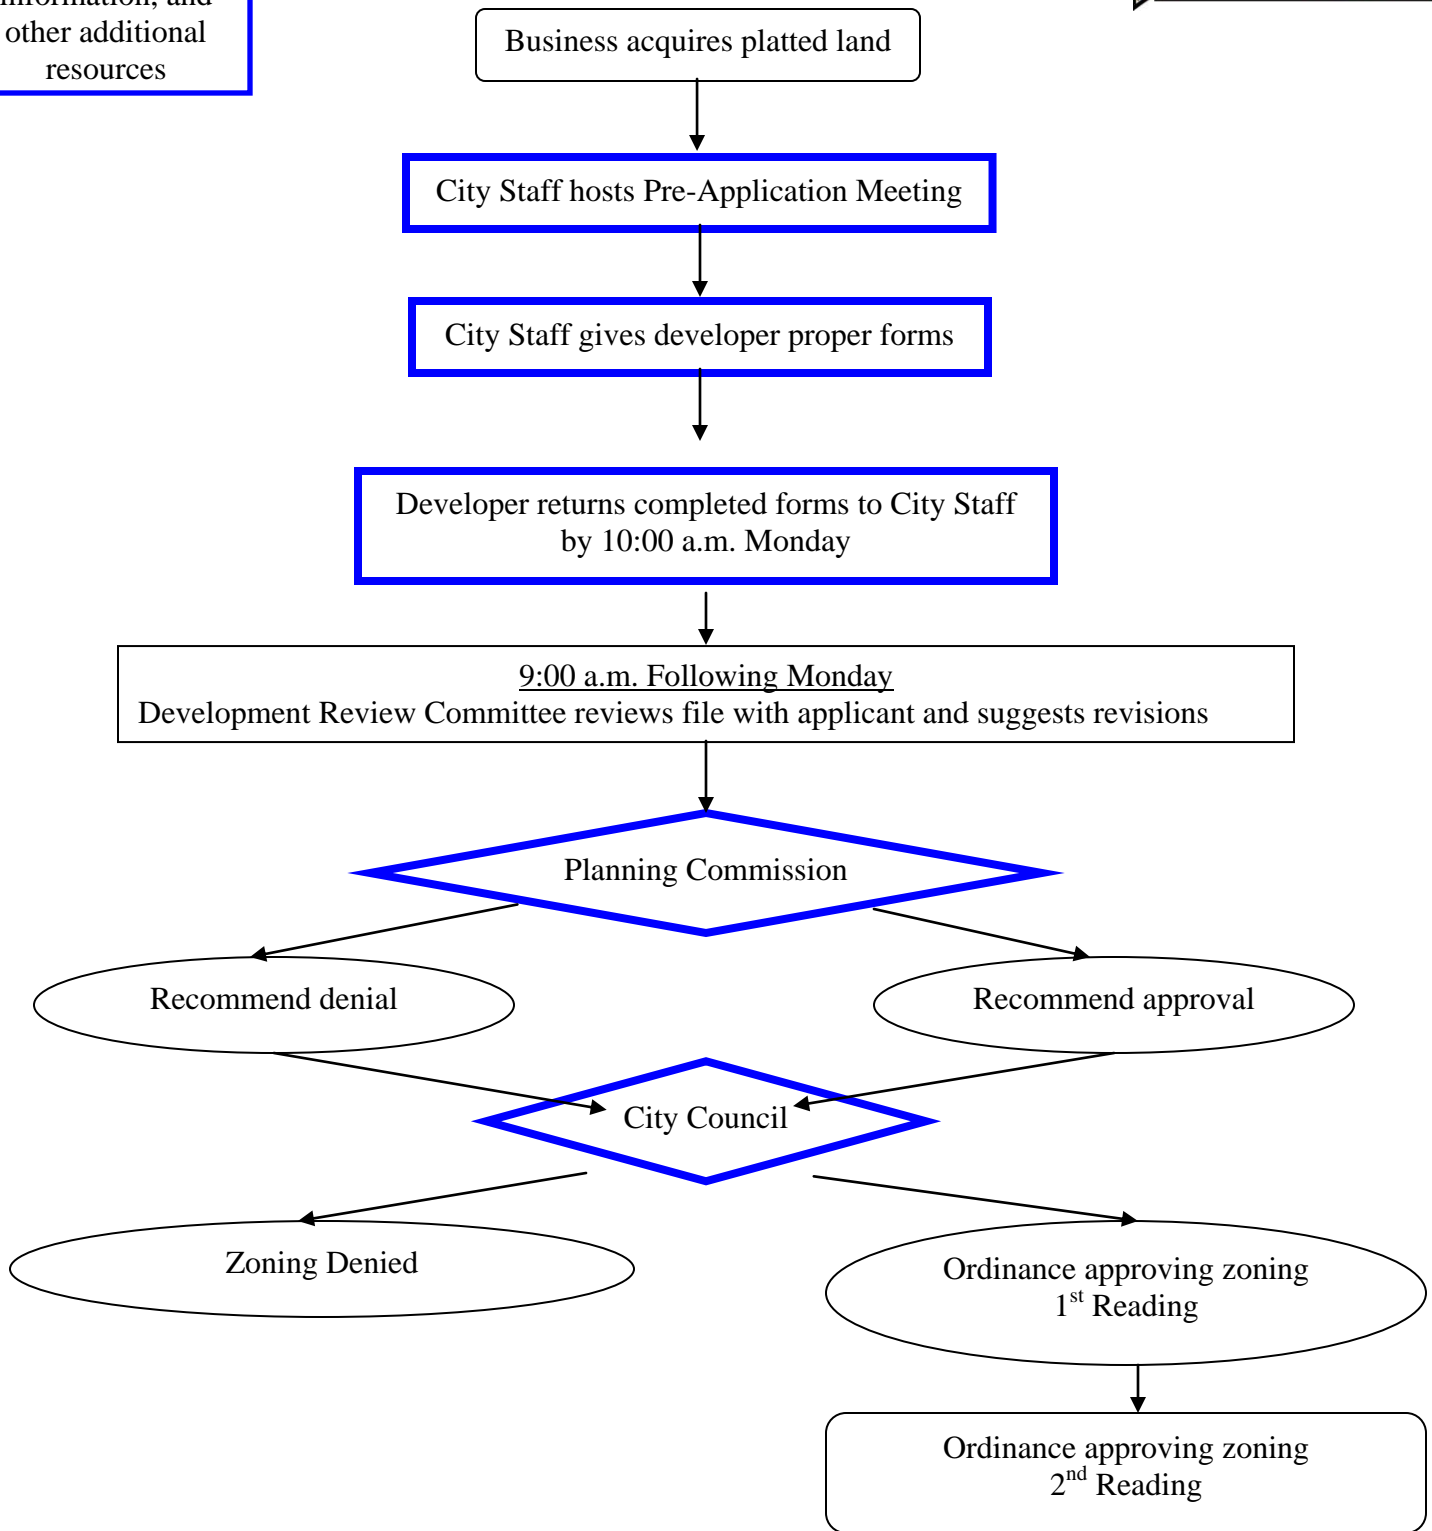 information, and
other additional
resources
Business acquires platted land
City Staff hosts Pre-Application Meeting
City Staff gives developer proper forms
Developer returns completed forms to City Staff
by 10:00 a.m. Monday
9:00 a.m. Following Monday
Development Review Committee reviews file with applicant and suggests revisions
Planning Commission
Recommend denial
Recommend approval
City Council
Zoning Denied
Ordinance approving zoning
1st Reading
Ordinance approving zoning
2nd Reading